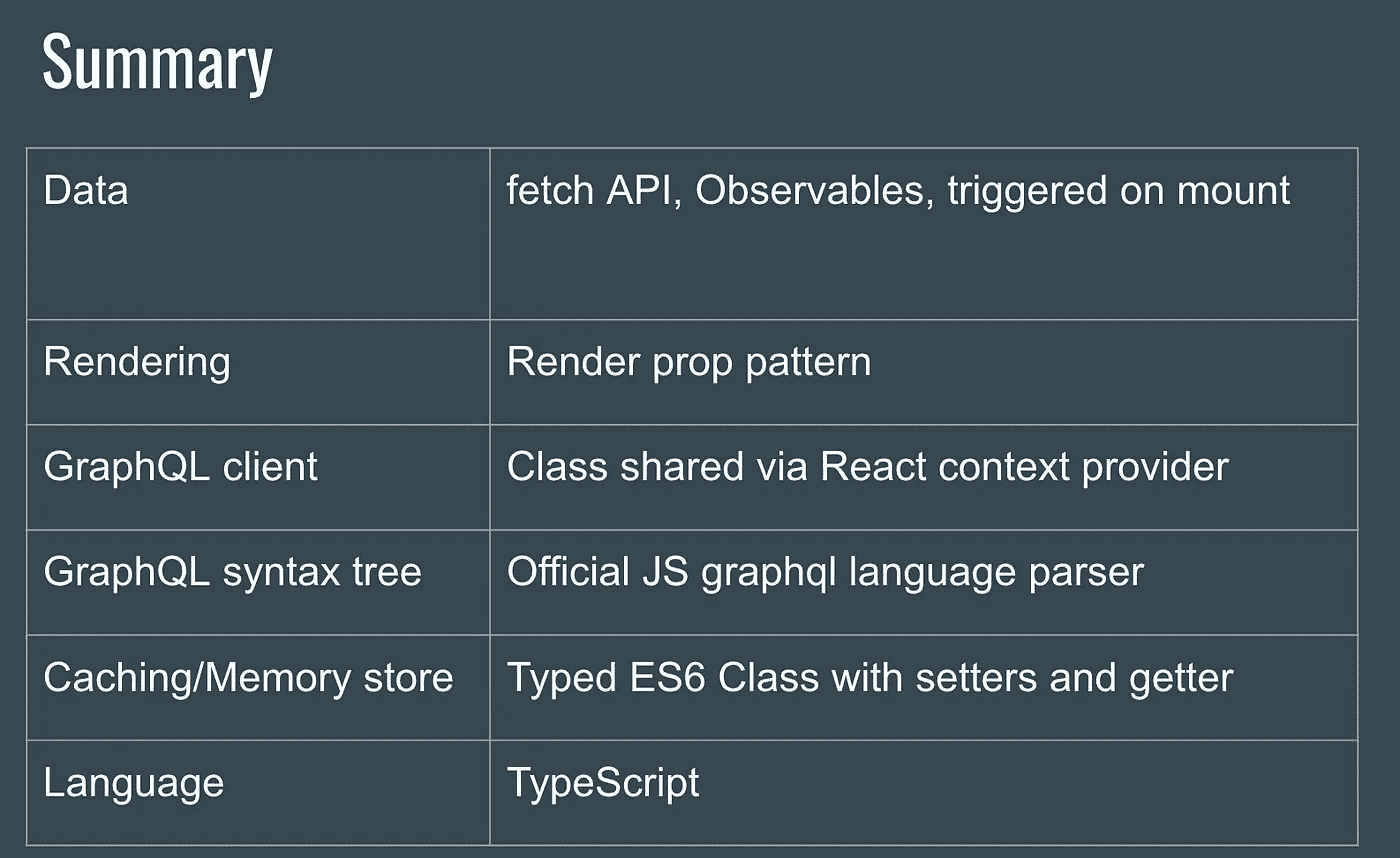 Summary
Data
fetch API, Observables, triggered on mount
Rendering
Render prop pattern
GraphQL client
Class shared via React context provider
GraphQL syntax tree
Official JS graphql language parser
Caching/Memory store
Typed ES6 Class with setters and getter
Language
TypeScript